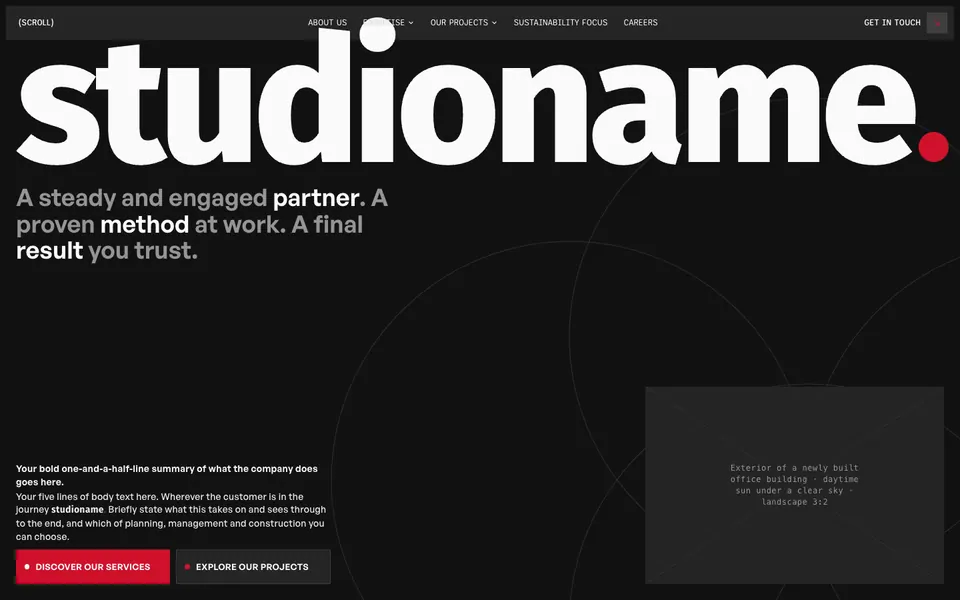 (SCROLL)
ABOUT US
OUR PROJECTS
SUSTAINABILITY FOCUS
CAREERS
GET IN TOUCH
studioname.
A steady and engaged partner. A
proven method at work. A final
result you trust.
Your bold one-and-a-half-line summary of what the company does
goes here.
Your five lines of body text here. Wherever the customer is in the
journey studioname. Briefly state what this takes on and sees through
to the end, and which of planning, management and construction you
can choose.
DISCOVER OUR SERVICES
EXPLORE OUR PROJECTS
Exterior of a newly built
office building · daytime
sun under a clear sky ·
landscape 3:2